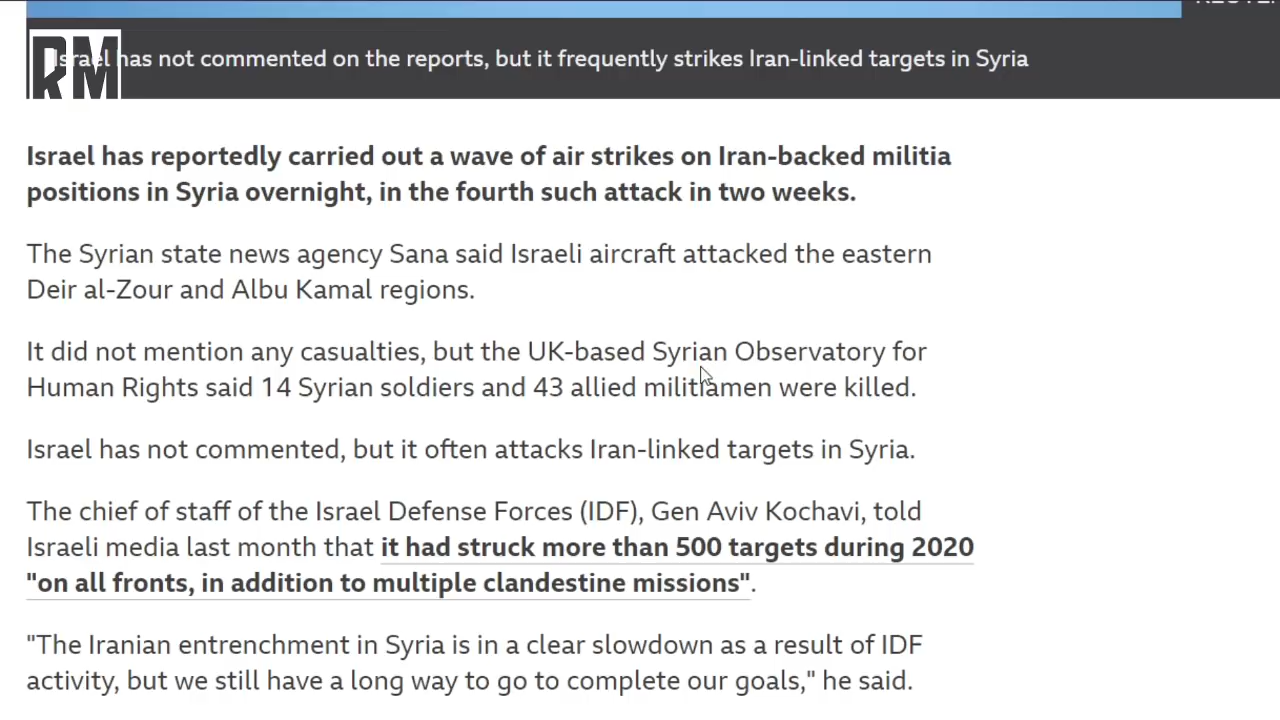 RM
Israel has not commented on the reports, but it frequently strikes Iran-linked targets in Syria
Israel has reportedly carried out a wave of air strikes on Iran-backed militia
positions in Syria overnight, in the fourth such attack in two weeks.
The Syrian state news agency Sana said Israeli aircraft attacked the eastern
Deir al-Zour and Albu Kamal regions.
It did not mention any casualties, but the UK-based Syrian Observatory for
Human Rights said 14 Syrian soldiers and 43 allied militiamen were killed.
Israel has not commented, but it often attacks Iran-linked targets in Syria.
The chief of staff of the Israel Defense Forces (IDF), Gen Aviv Kochavi, told
Israeli media last month that it had struck more than 500 targets during 2020
"on all fronts, in addition to multiple clandestine missions".
"The Iranian entrenchment in Syria is in a clear slowdown as a result of IDF
activity, but we still have a long way to go to complete our goals," he said.